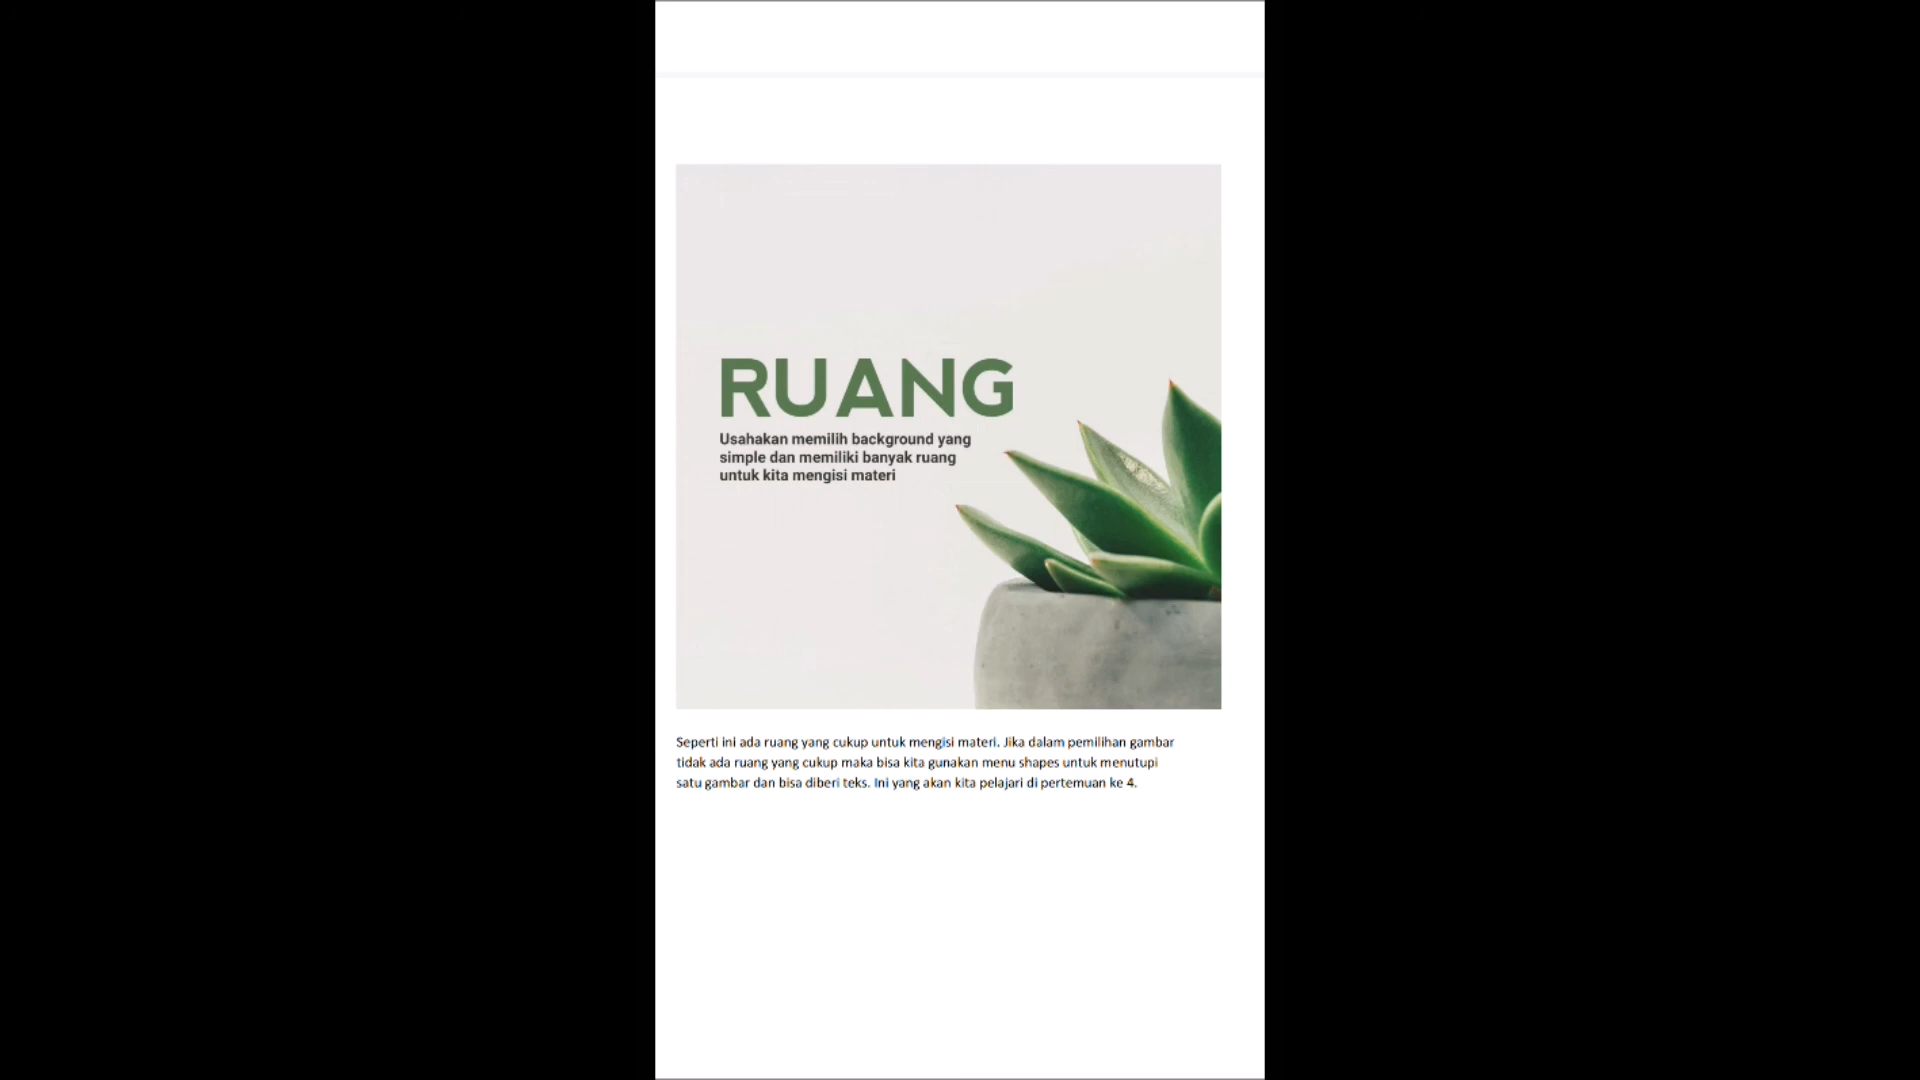 RUANG
Usahakan memilih background yang
simple dan memiliki banyak ruang
untuk kita mengisi materi
Seperti ini ada ruang yang cukup untuk mengisi materi. Jika dalam pemilihan gambar
tidak ada ruang yang cukup maka bisa kita gunakan menu shapes untuk menutupi
satu gambar dan bisa diberi teks. Ini yang akan kita pelajari di pertemuan ke 4.